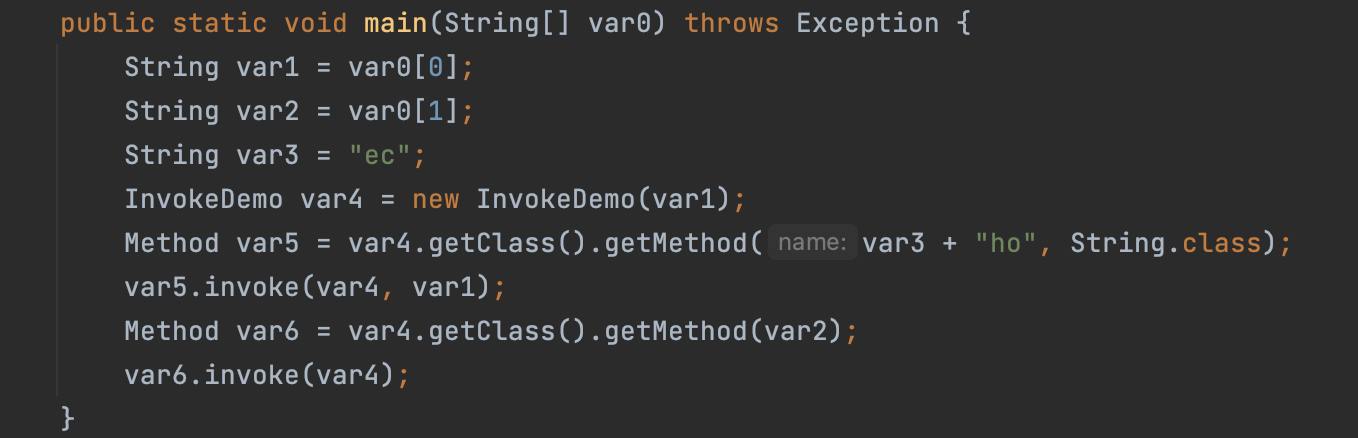 public static void main(String[] var0) throws Exception {
String var1 = var0[0];
String var2 = var0[1];
String var3 = "ec";
InvokeDemo var4 = new InvokeDemo(var1);
Method var5 = var4.getClass().getMethod( name: var3 + "ho", String.class);
var5.invoke(var4, var1);
Method var6 = var4.getClass().getMethod(var2);
var6.invoke(var4);
}